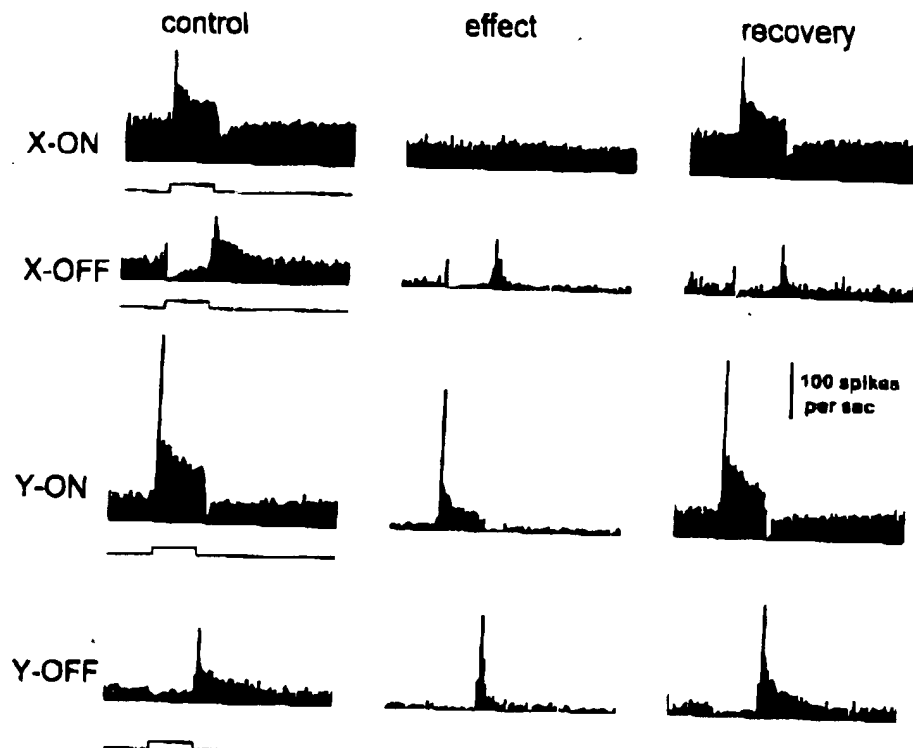 control effect recovery
X-ON
X-OFF
100 spikes
per sec
Y-ON
Y-OFF